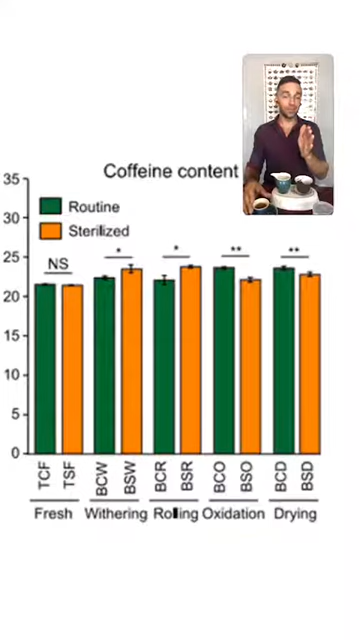 Coffeine content
35
30
25
20
15
10
5
0
Routine
Sterilized
NS
*
*
**
**
TCF
TSF
BCW
BSW
BCR
BSR
BCO
BSO
BCD
BSD
Fresh
Withering
Rolling
Oxidation
Drying